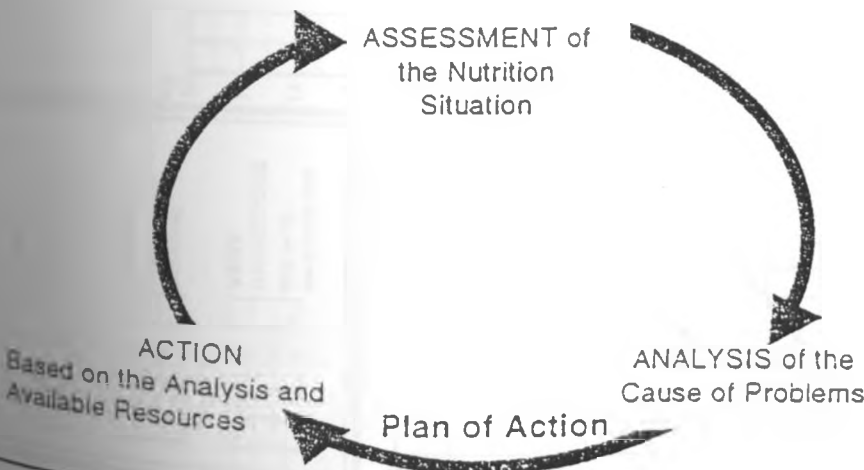 ASSESSMENT of
the Nutrition
Situation
ANALYSIS of the
Cause of Problems
Plan of Action
ACTION
Based on the Analysis and
Available Resources